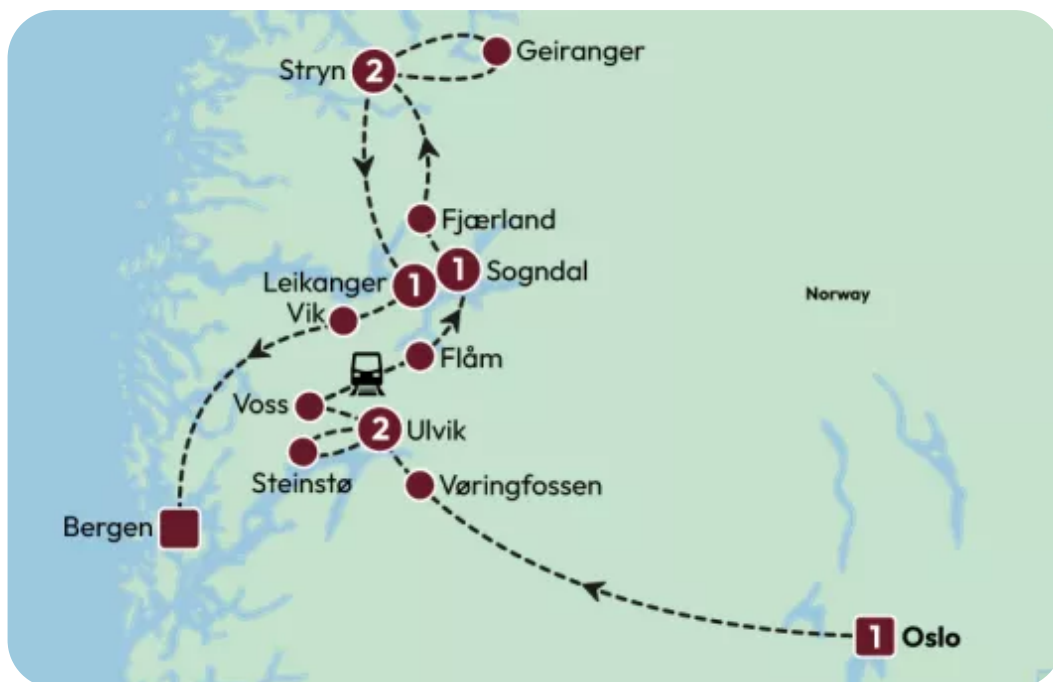 Geiranger
Stryn 2
Fjærland
1 Sogndal
Leikanger 1
Norway
Vik
Flåm
Voss
2 Ulvik
Steinstø
Vøringfossen
Bergen
1 Oslo